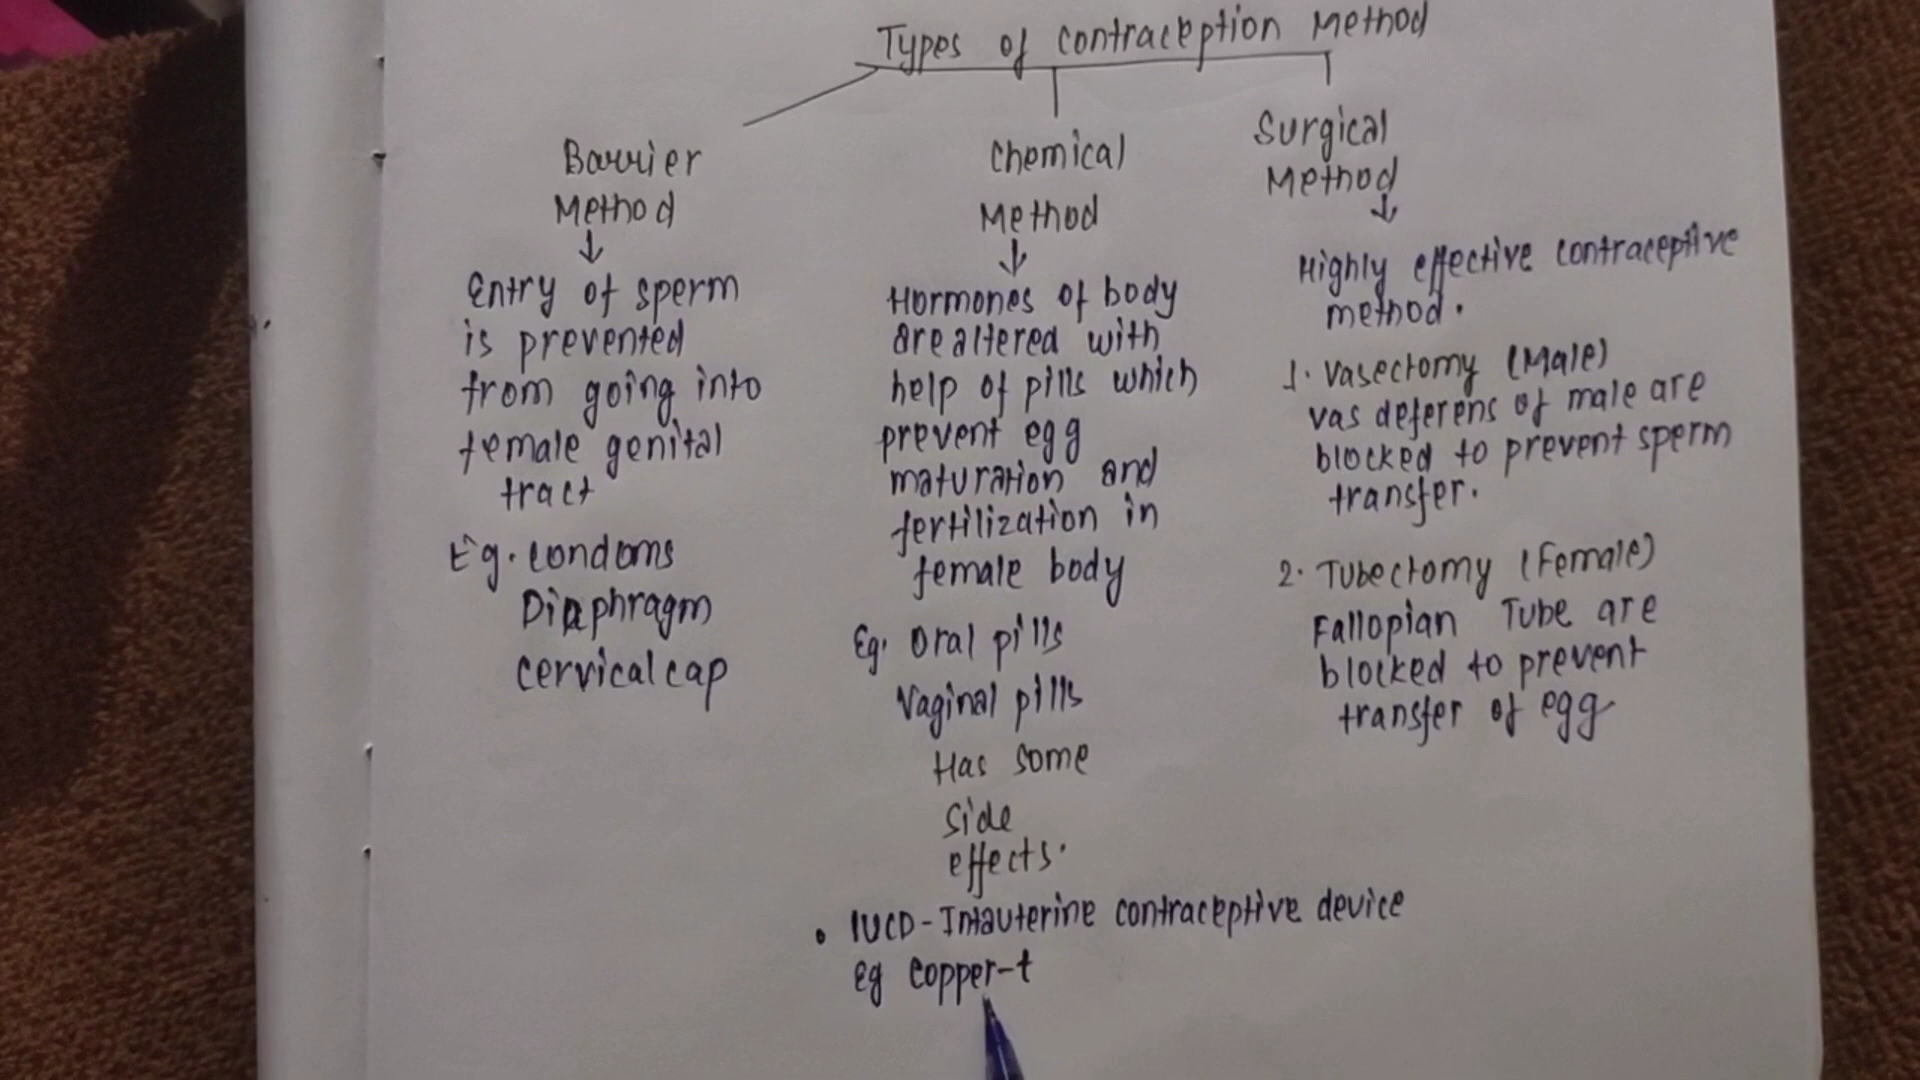 Types of contraception Method
Barrier
Method
Entry of sperm
is prevented
from going into
female genital
tract
Eg. condoms
Diaphragm
cervical cap
Chemical
Method
Hormones of body
are altered with
help of pills which
prevent egg
maturation and
fertilization in
female body
Eg. Oral pills
Vaginal pills
Has some
side
effects.
• IUCD - Intauterine contraceptive device
eg copper-t
Surgical
Method
Highly effective contraceptive
method.
1. Vasectomy (Male)
vas deferens of male are
blocked to prevent sperm
transfer.
2. Tubectomy (Female)
Fallopian Tube are
blocked to prevent
transfer of egg